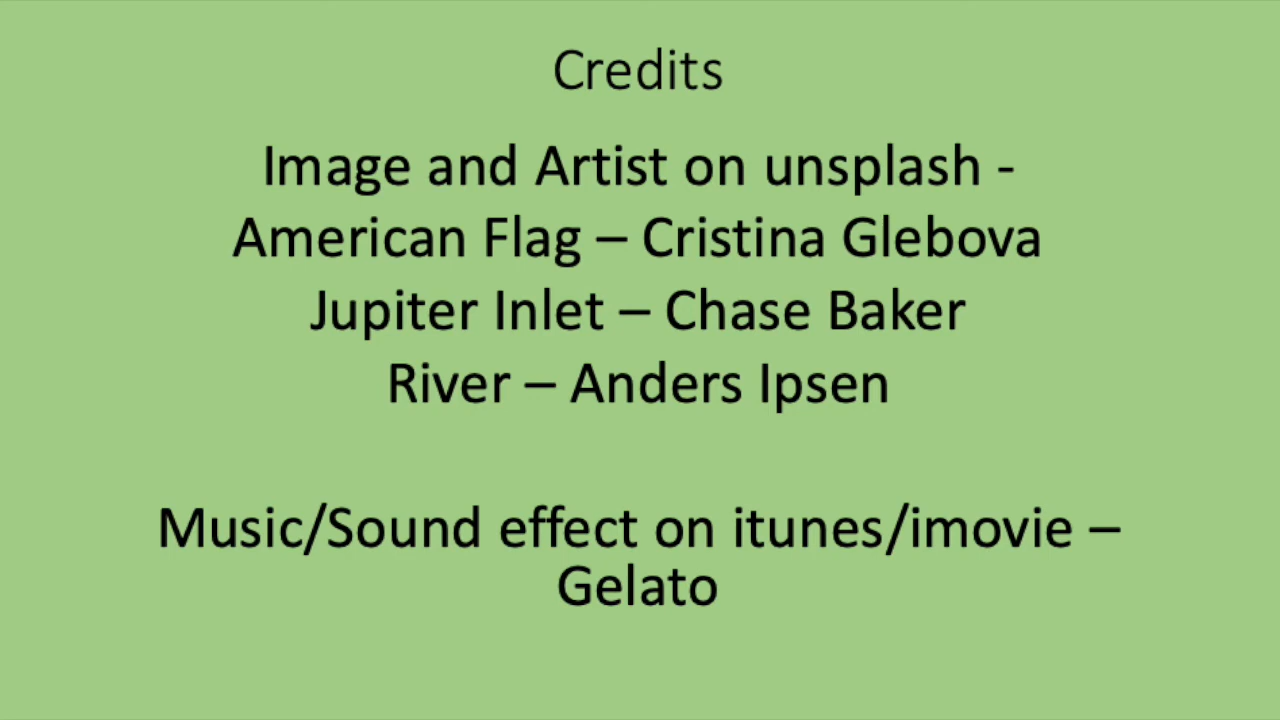 Credits
Image and Artist on unsplash -
American Flag – Cristina Glebova
Jupiter Inlet – Chase Baker
River – Anders Ipsen
Music/Sound effect on itunes/imovie –
Gelato